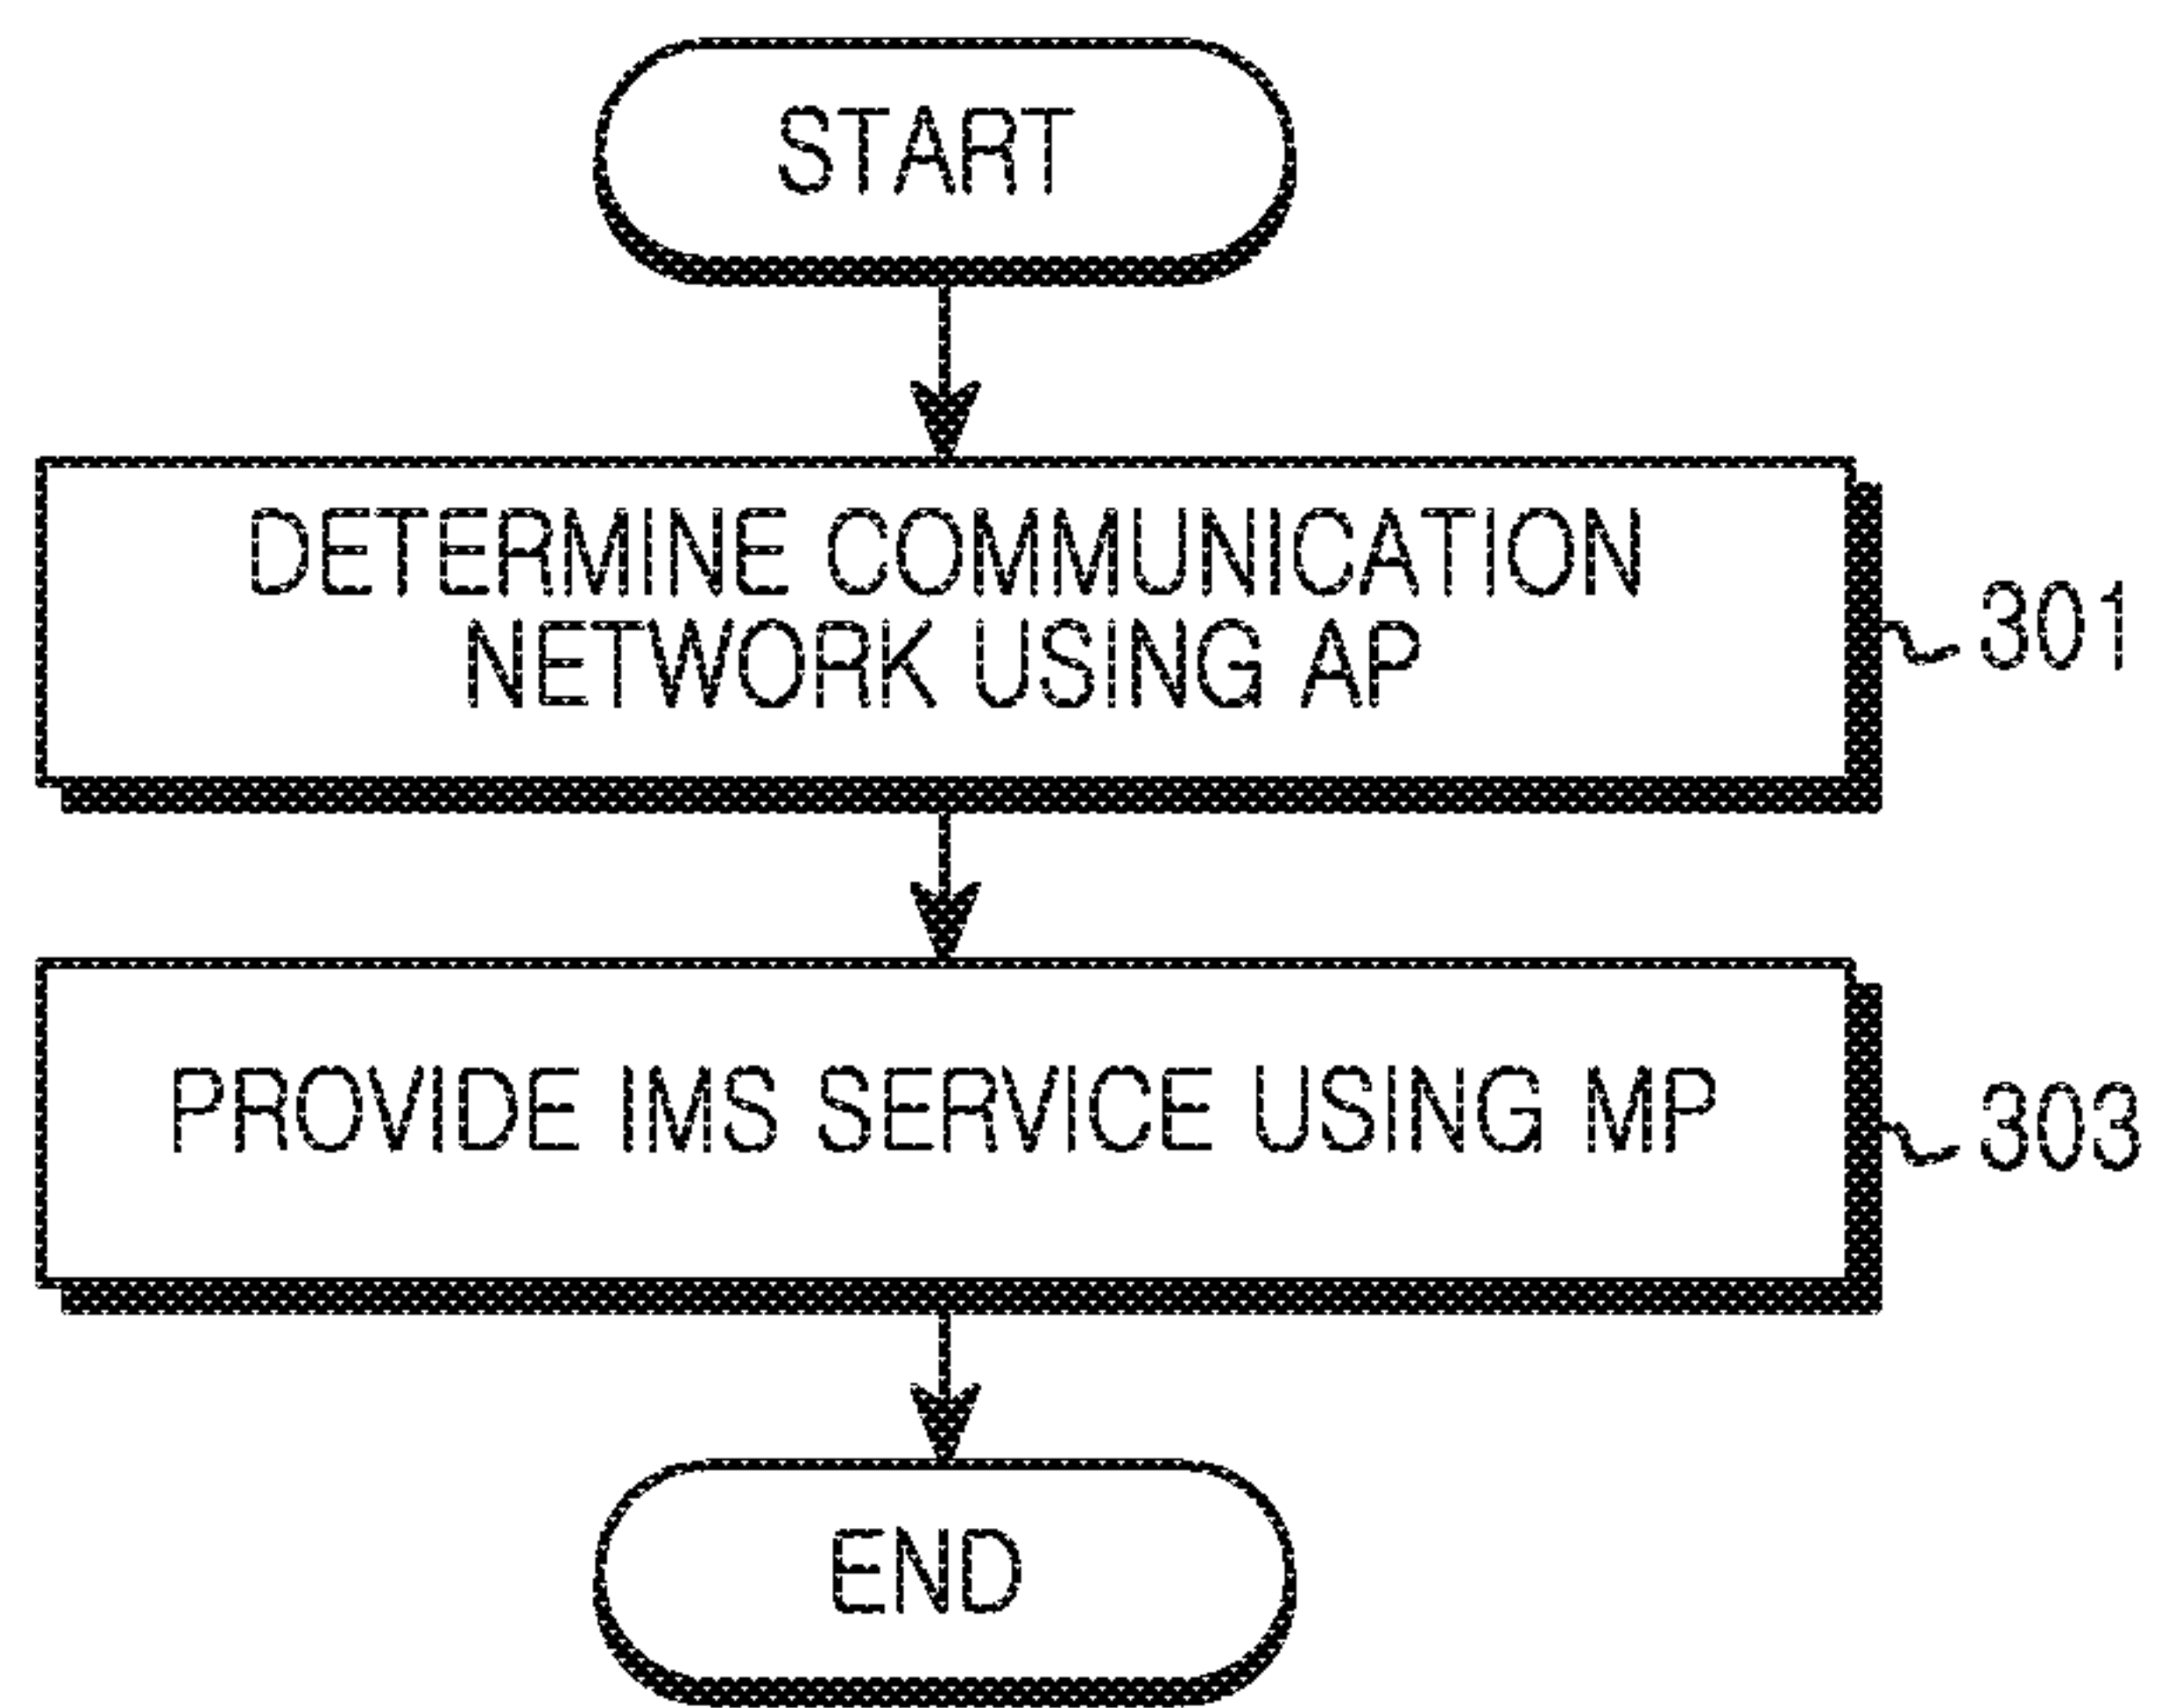 START
DETERMINE COMMUNICATION
NETWORK USING AP
301
PROVIDE IMS SERVICE USING MP
303
END